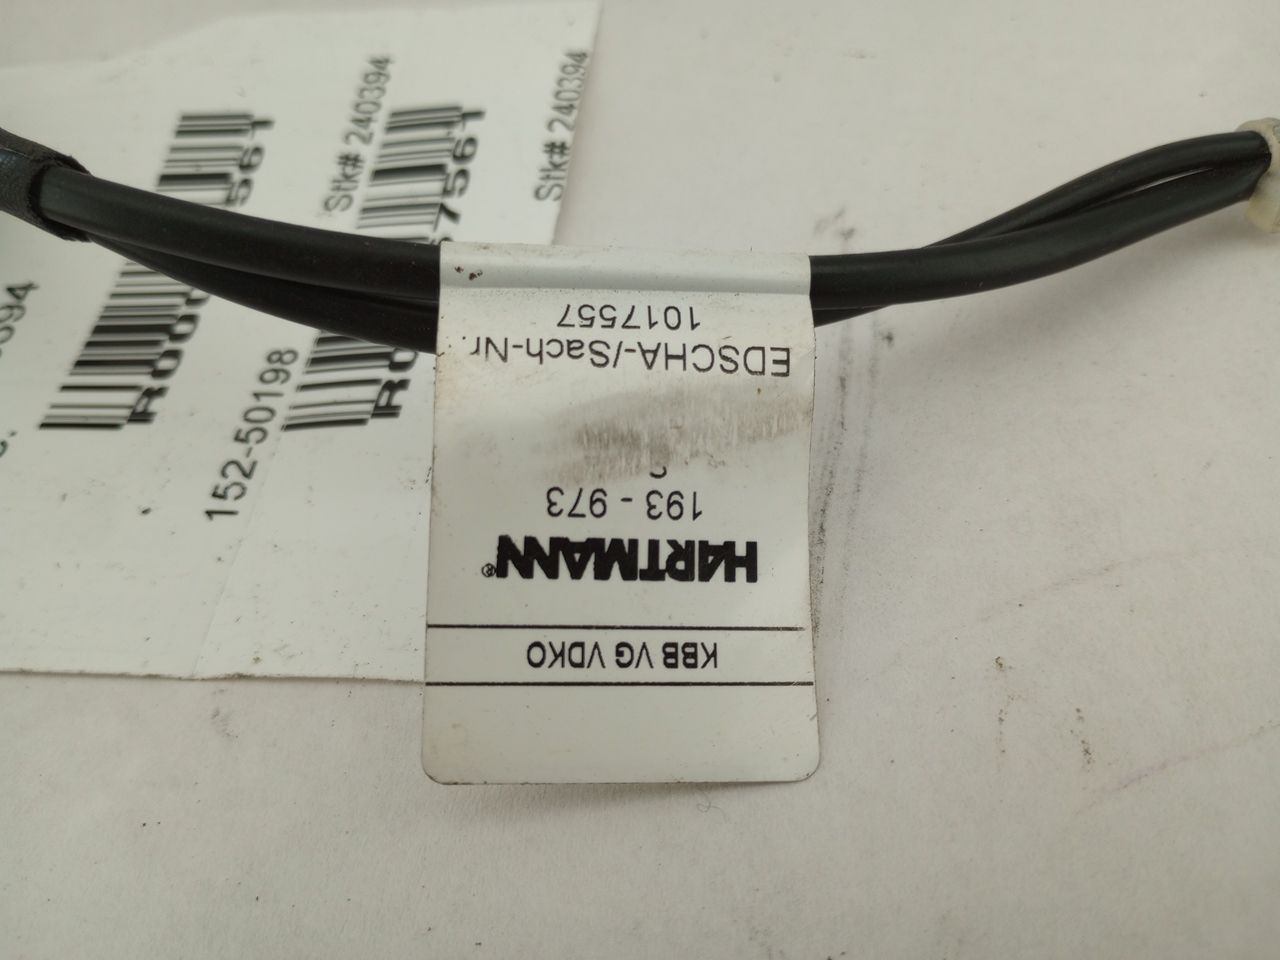 KBB VG VDKO
HARTMANN®
193 - 973
EDSCHA-/Sach-Nr.
1017557
152-50198
Stk# 240394
Stk# 240394